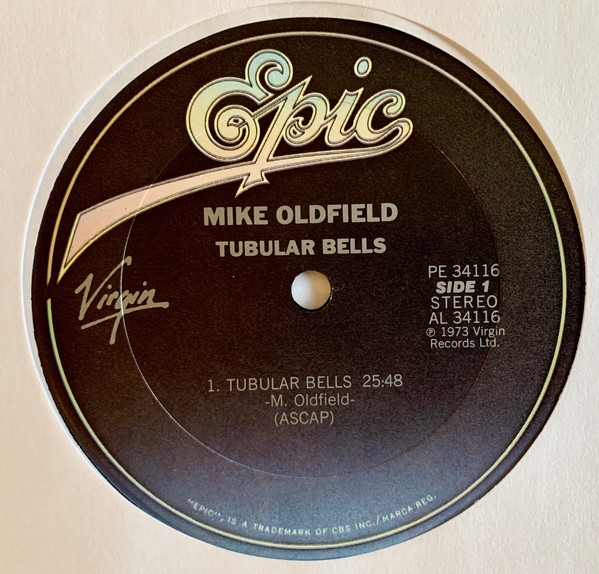 Epic
MIKE OLDFIELD
TUBULAR BELLS
Virgin
PE 34116
SIDE 1
STEREO
AL 34116
℗ 1973 Virgin
Records Ltd.
1. TUBULAR BELLS 25:48
-M. Oldfield-
(ASCAP)
"EPIC", IS A TRADEMARK OF CBS INC./MARCA REG.